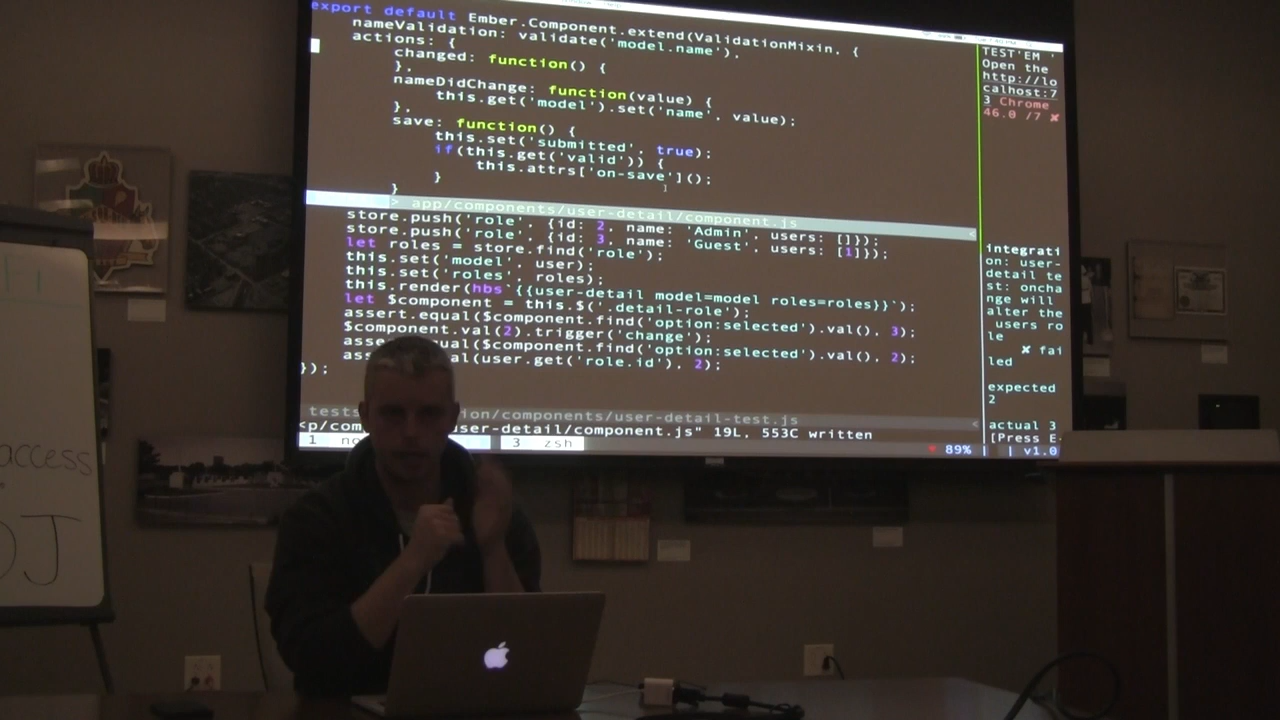 export default Ember.Component.extend(ValidationMixin, {
nameValidation: validate('model.name'),
actions: {
changed: function() {
},
nameDidChange: function(value) {
this.get('model').set('name', value);
},
save: function() {
this.set('submitted', true);
if(this.get('valid')) {
this.attrs['on-save']();
}
}
> app/components/user-detail/component.js <
store.push('role', {id: 2, name: 'Admin', users: []});
store.push('role', {id: 3, name: 'Guest', users: [1]});
let roles = store.find('role');
this.set('model', user);
this.set('roles', roles);
this.render(hbs`{{user-detail model=model roles=roles}}`);
let $component = this.$('.detail-role');
assert.equal($component.find('option:selected').val(), 3);
$component.val(2).trigger('change');
equal($component.find('option:selected').val(), 2);
(user.get('role.id'), 2);
});
tests ion/components/user-detail-test.js <
<p/com user-detail/component.js" 19L, 553C written
1 no 3 zsh
89% | | v1.0
TEST'EM '
Open the
http://lo
calhost:7
3 Chrome
46.0 /7 ✘
integrati
on: user-
detail te
st: oncha
nge will
alter the
users ro
le
✘ fai
led
expected
2
actual 3
[Press E
access
DJ